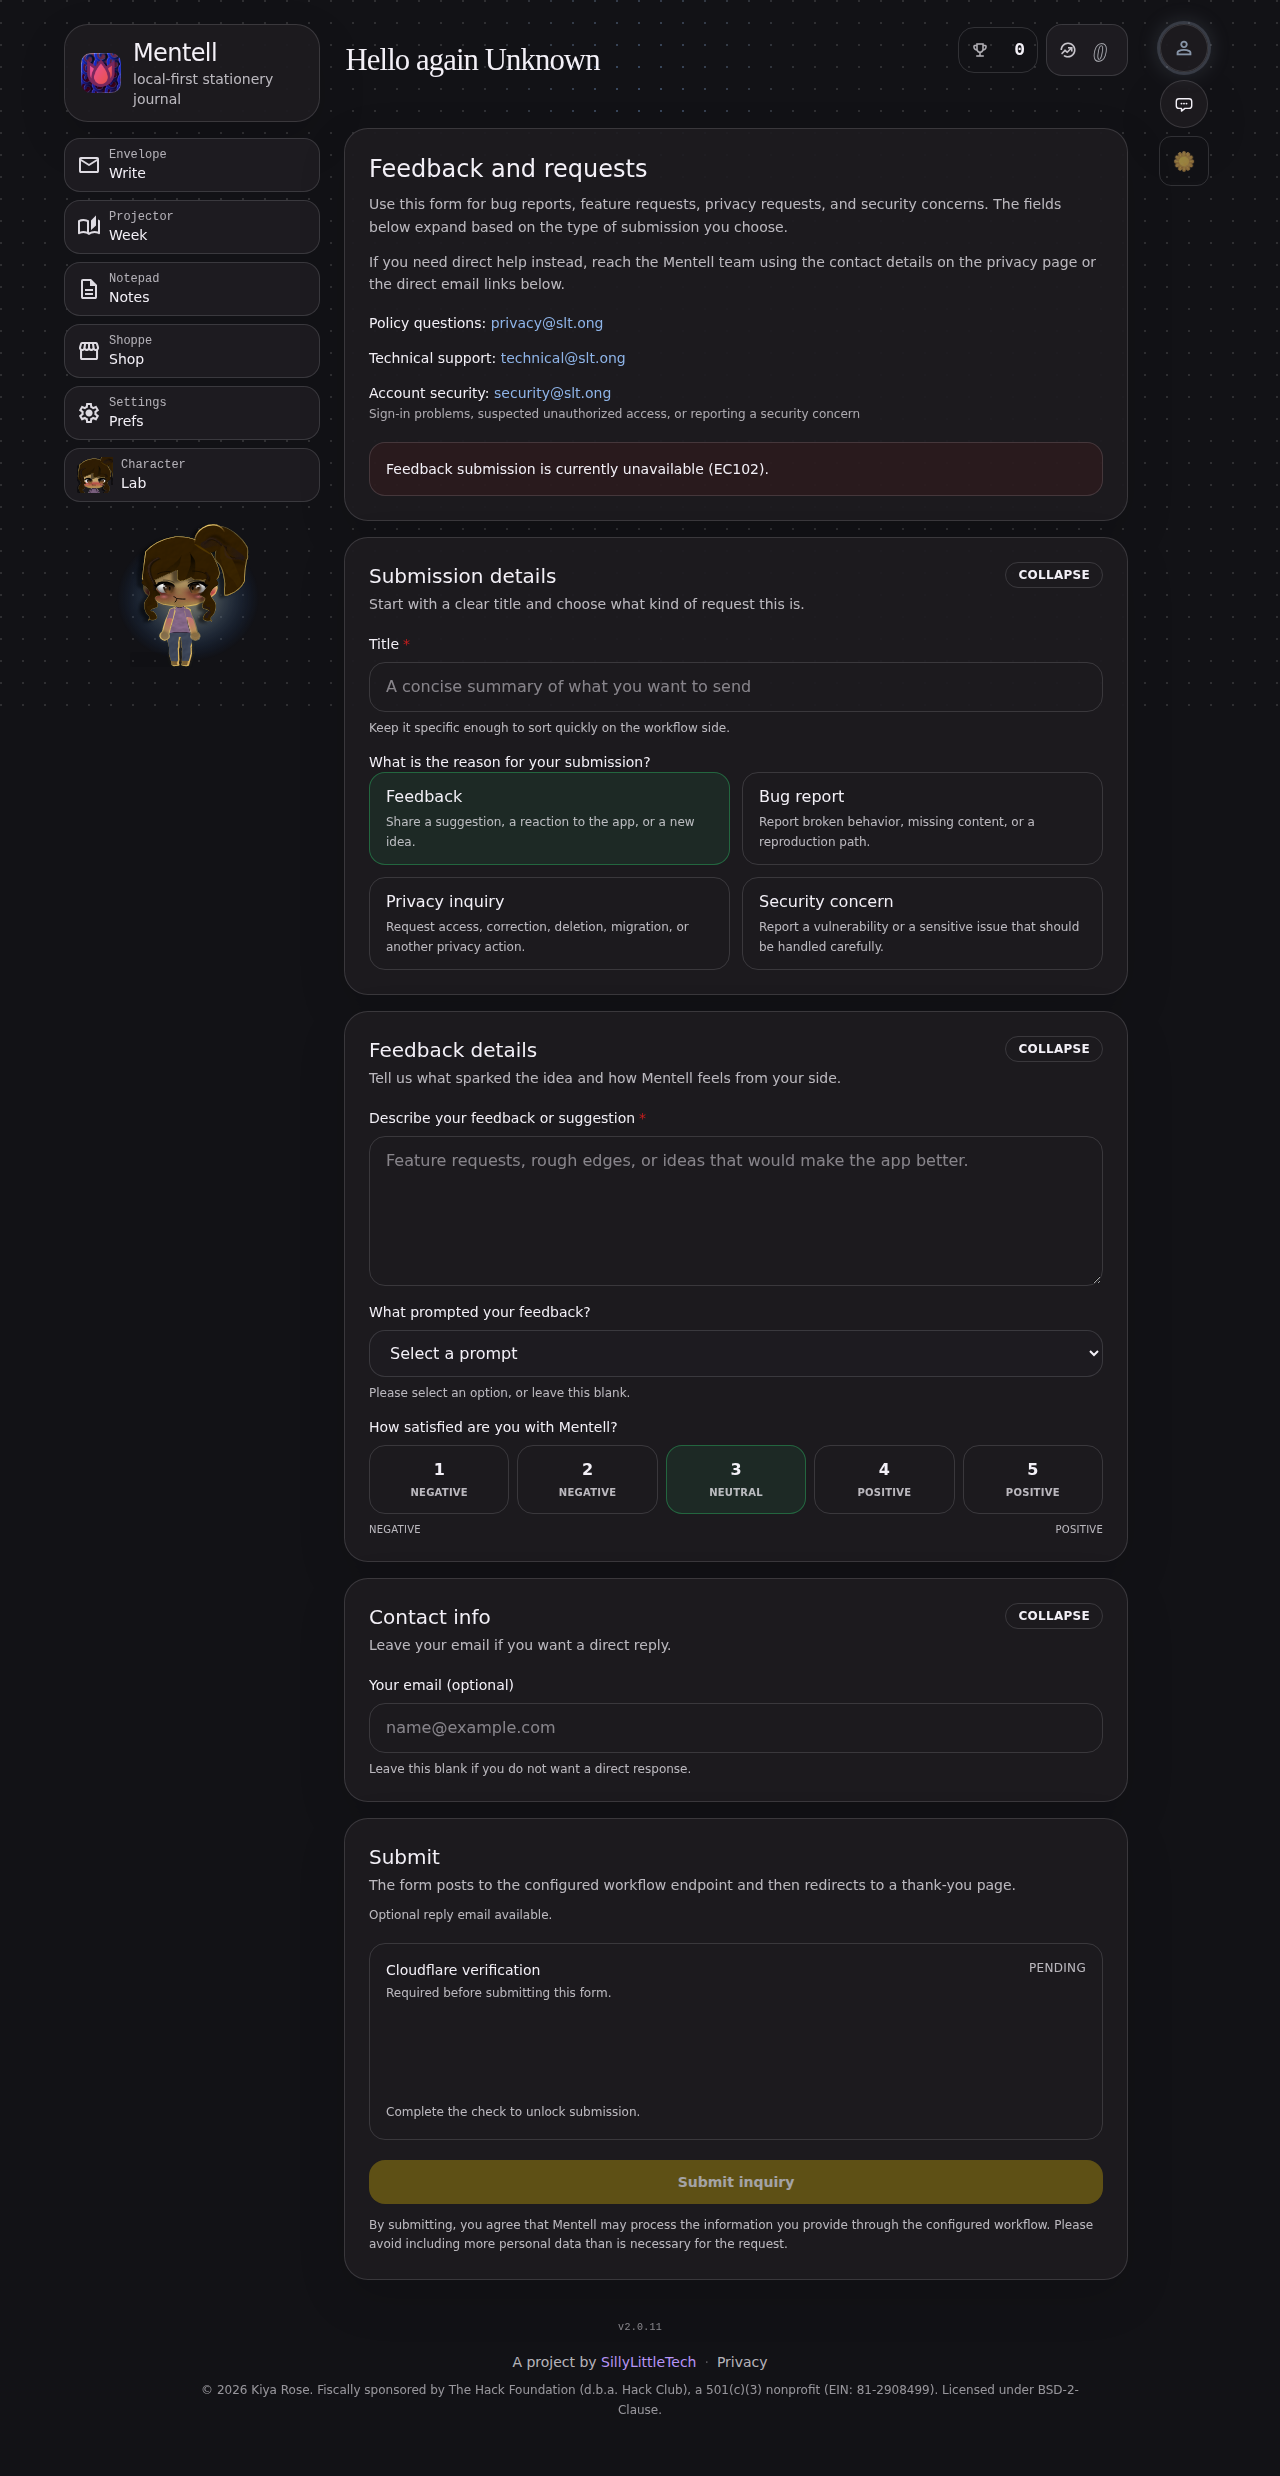 Mentell
local-first stationery
journal
Hello again Unknown
0
0
Envelope
Write
Projector
Week
Notepad
Notes
Shoppe
Shop
Settings
Prefs
Character
Lab
Feedback and requests
Use this form for bug reports, feature requests, privacy requests, and security concerns. The fields
below expand based on the type of submission you choose.
If you need direct help instead, reach the Mentell team using the contact details on the privacy page or
the direct email links below.
Policy questions: privacy@slt.ong
Technical support: technical@slt.ong
Account security: security@slt.ong
Sign-in problems, suspected unauthorized access, or reporting a security concern
Feedback submission is currently unavailable (EC102).
Submission details
COLLAPSE
Start with a clear title and choose what kind of request this is.
Title *
A concise summary of what you want to send
Keep it specific enough to sort quickly on the workflow side.
What is the reason for your submission?
Feedback
Share a suggestion, a reaction to the app, or a new
idea.
Bug report
Report broken behavior, missing content, or a
reproduction path.
Privacy inquiry
Request access, correction, deletion, migration, or
another privacy action.
Security concern
Report a vulnerability or a sensitive issue that should
be handled carefully.
Feedback details
COLLAPSE
Tell us what sparked the idea and how Mentell feels from your side.
Describe your feedback or suggestion *
Feature requests, rough edges, or ideas that would make the app better.
What prompted your feedback?
Select a prompt
Please select an option, or leave this blank.
How satisfied are you with Mentell?
1
NEGATIVE
2
NEGATIVE
3
NEUTRAL
4
POSITIVE
5
POSITIVE
NEGATIVE
POSITIVE
Contact info
COLLAPSE
Leave your email if you want a direct reply.
Your email (optional)
name@example.com
Leave this blank if you do not want a direct response.
Submit
The form posts to the configured workflow endpoint and then redirects to a thank-you page.
Optional reply email available.
Cloudflare verification
PENDING
Required before submitting this form.
Complete the check to unlock submission.
Submit inquiry
By submitting, you agree that Mentell may process the information you provide through the configured workflow. Please
avoid including more personal data than is necessary for the request.
v2.0.11
A project by SillyLittleTech · Privacy
© 2026 Kiya Rose. Fiscally sponsored by The Hack Foundation (d.b.a. Hack Club), a 501(c)(3) nonprofit (EIN: 81-2908499). Licensed under BSD-2-
Clause.